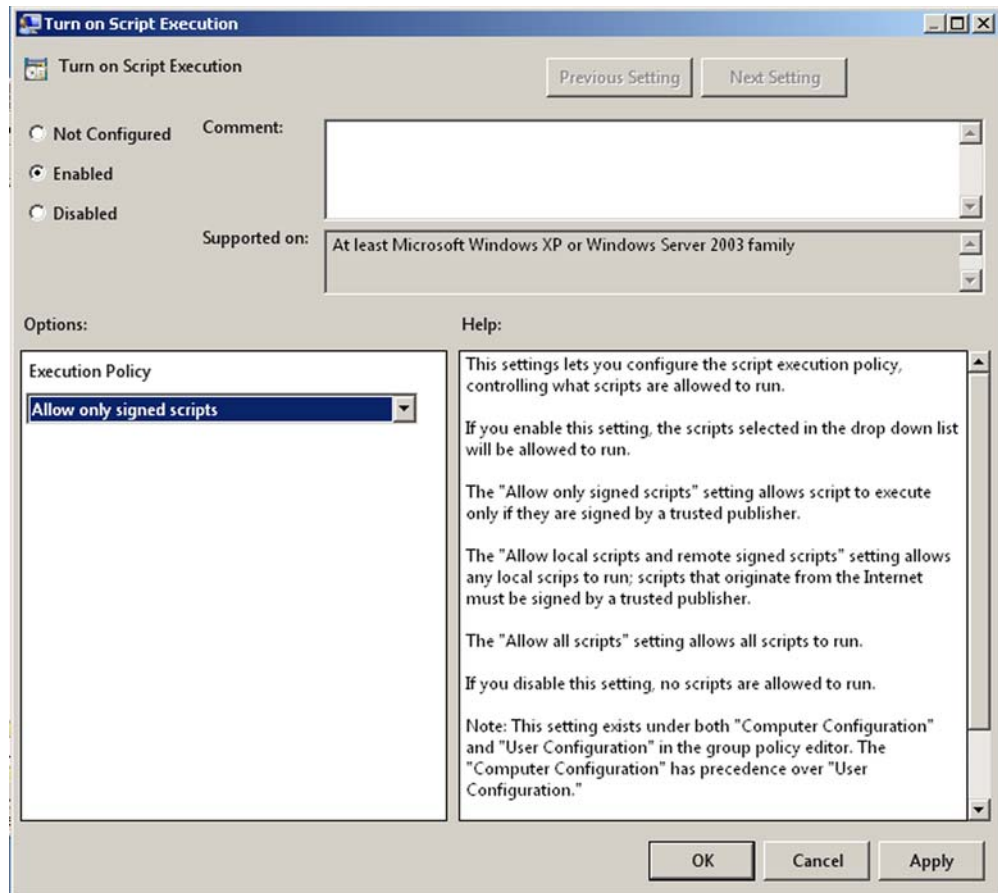 Turn on Script Execution
Turn on Script Execution
Previous Setting
Next Setting
Not Configured
Comment:
Enabled
Disabled
Supported on:
At least Microsoft Windows XP or Windows Server 2003 family
Options:
Help:
Execution Policy
Allow only signed scripts
This settings lets you configure the script execution policy,
controlling what scripts are allowed to run.
If you enable this setting, the scripts selected in the drop down list
will be allowed to run.
The "Allow only signed scripts" setting allows script to execute
only if they are signed by a trusted publisher.
The "Allow local scripts and remote signed scripts" setting allows
any local scrips to run; scripts that originate from the Internet
must be signed by a trusted publisher.
The "Allow all scripts" setting allows all scripts to run.
If you disable this setting, no scripts are allowed to run.
Note: This setting exists under both "Computer Configuration"
and "User Configuration" in the group policy editor. The
"Computer Configuration" has precedence over "User
Configuration."
OK
Cancel
Apply